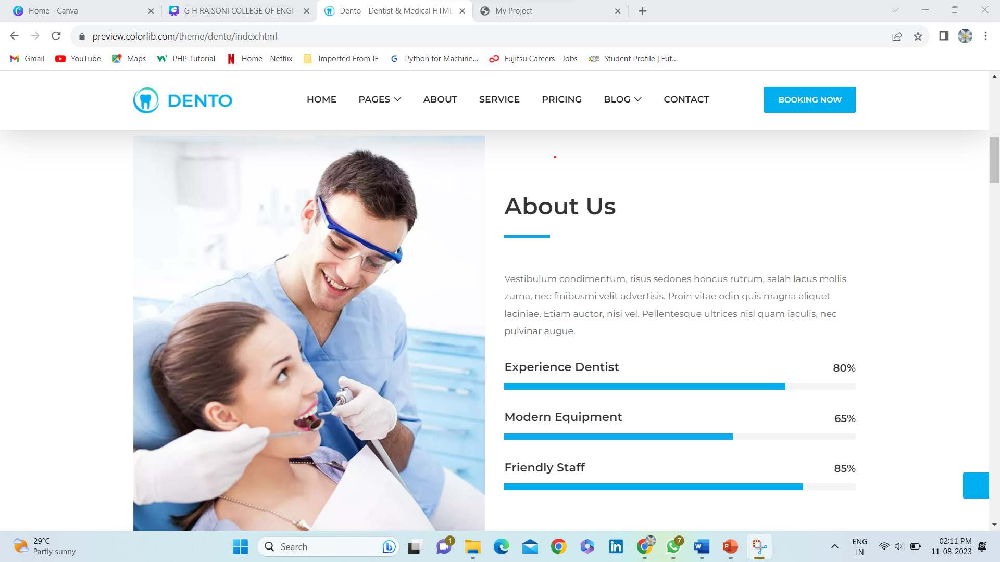 Home - Canva
G H RAISONI COLLEGE OF ENGI -
Dento - Dentist & Medical HTML
My Project
preview.colorlib.com/theme/dento/index.html
Gmail
YouTube
Maps
PHP Tutorial
Home - Netflix
Imported From IE
Python for Machine...
Fujitsu Careers - Jobs
Student Profile | Fut...
DENTO
HOME
PAGES
ABOUT
SERVICE
PRICING
BLOG
CONTACT
BOOKING NOW
About Us
Vestibulum condimentum, risus sedones honcus rutrum, salah lacus mollis
zurna, nec finibusmi velit advertisis. Proin vitae odin quis magna aliquet
laciniae. Etiam auctor, nisi vel. Pellentesque ultrices nisl quam iaculis, nec
pulvinar augue.
Experience Dentist 80%
Modern Equipment 65%
Friendly Staff 85%
29°C
Partly sunny
Search
1
7
ENG
IN
02:11 PM
11-08-2023